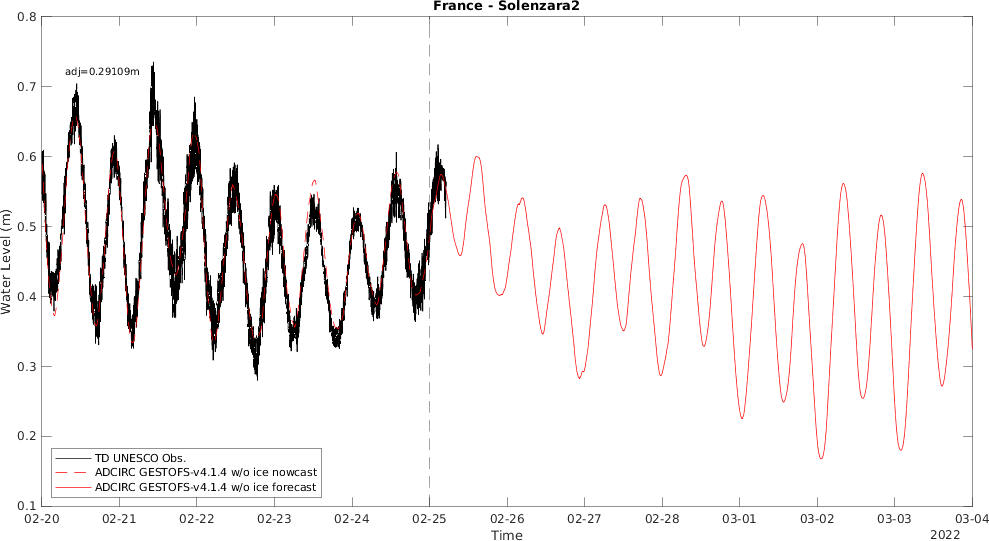 France - Solenzara2
adj=0.29109m
0.8
0.7
0.6
0.5
0.4
0.3
0.2
0.1
Water Level (m)
TD UNESCO Obs.
ADCIRC GESTOFS-v4.1.4 w/o ice nowcast
ADCIRC GESTOFS-v4.1.4 w/o ice forecast
02-20 02-21 02-22 02-23 02-24 02-25 02-26 02-27 02-28 03-01 03-02 03-03 03-04
Time
2022